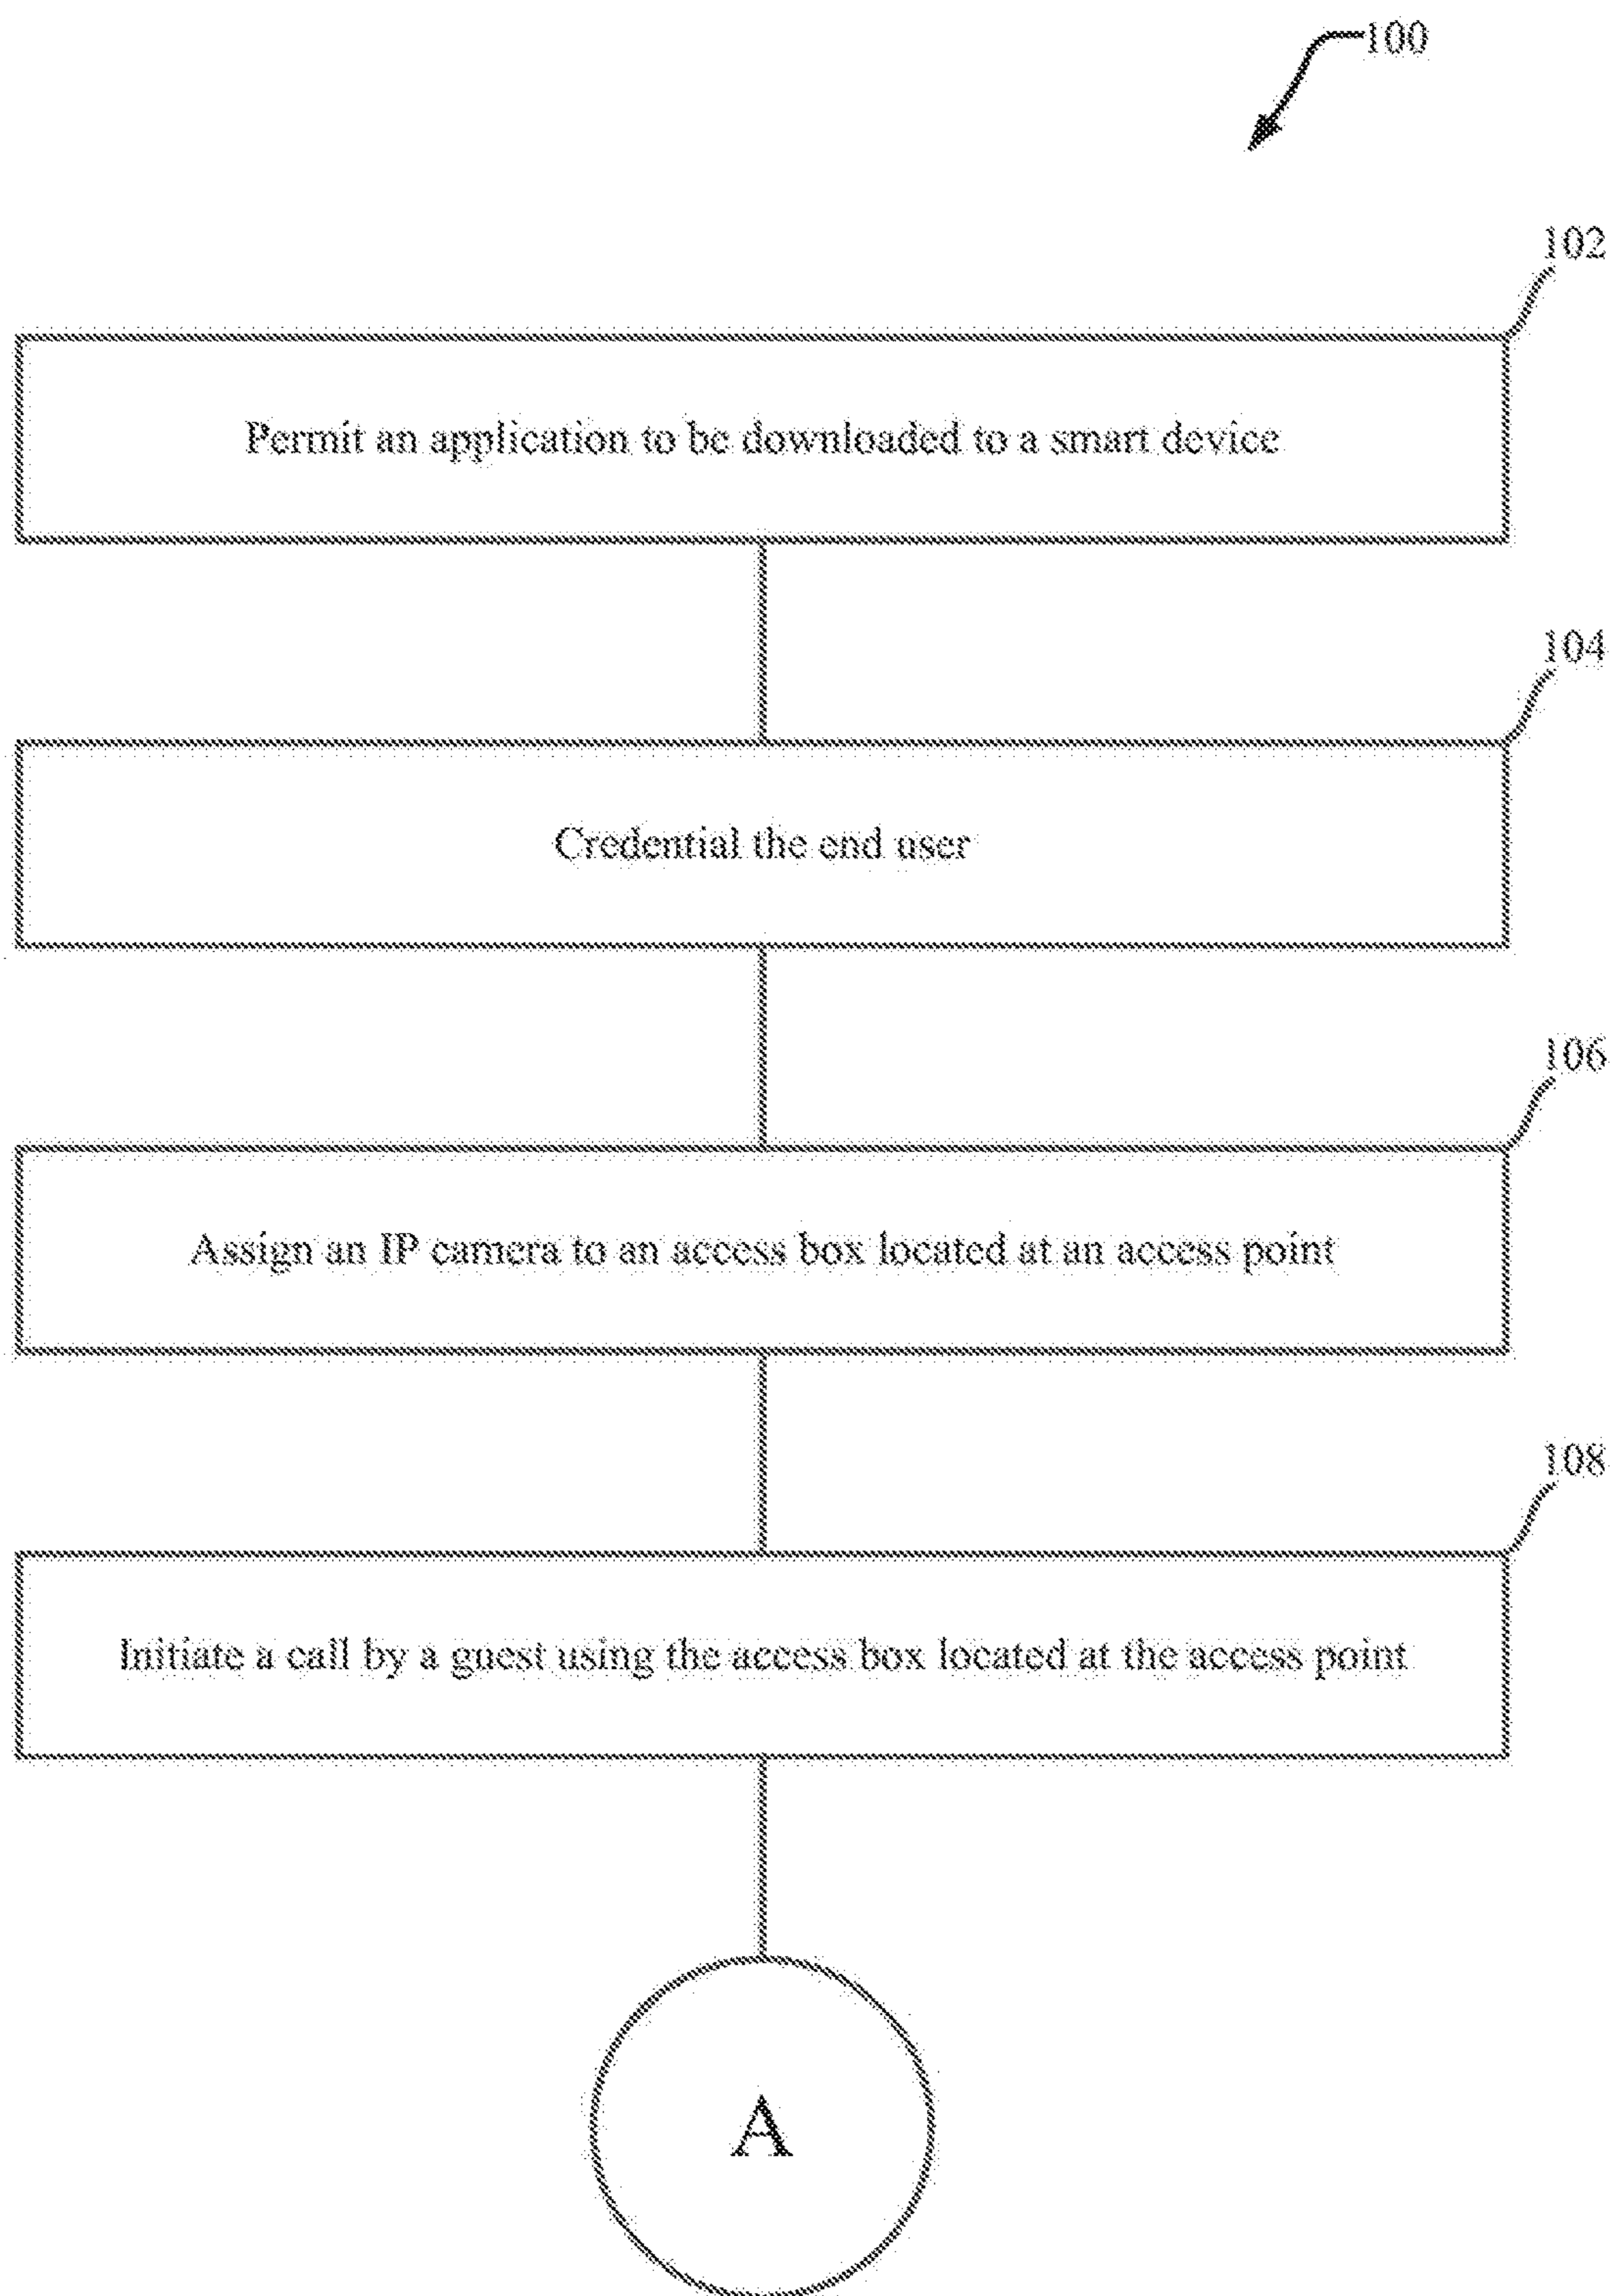 100
102
Permit an application to be downloaded to a smart device
104
Credential the end user
106
Assign an IP camera to an access box located at an access point
108
Initiate a call by a guest using the access box located at the access point
A